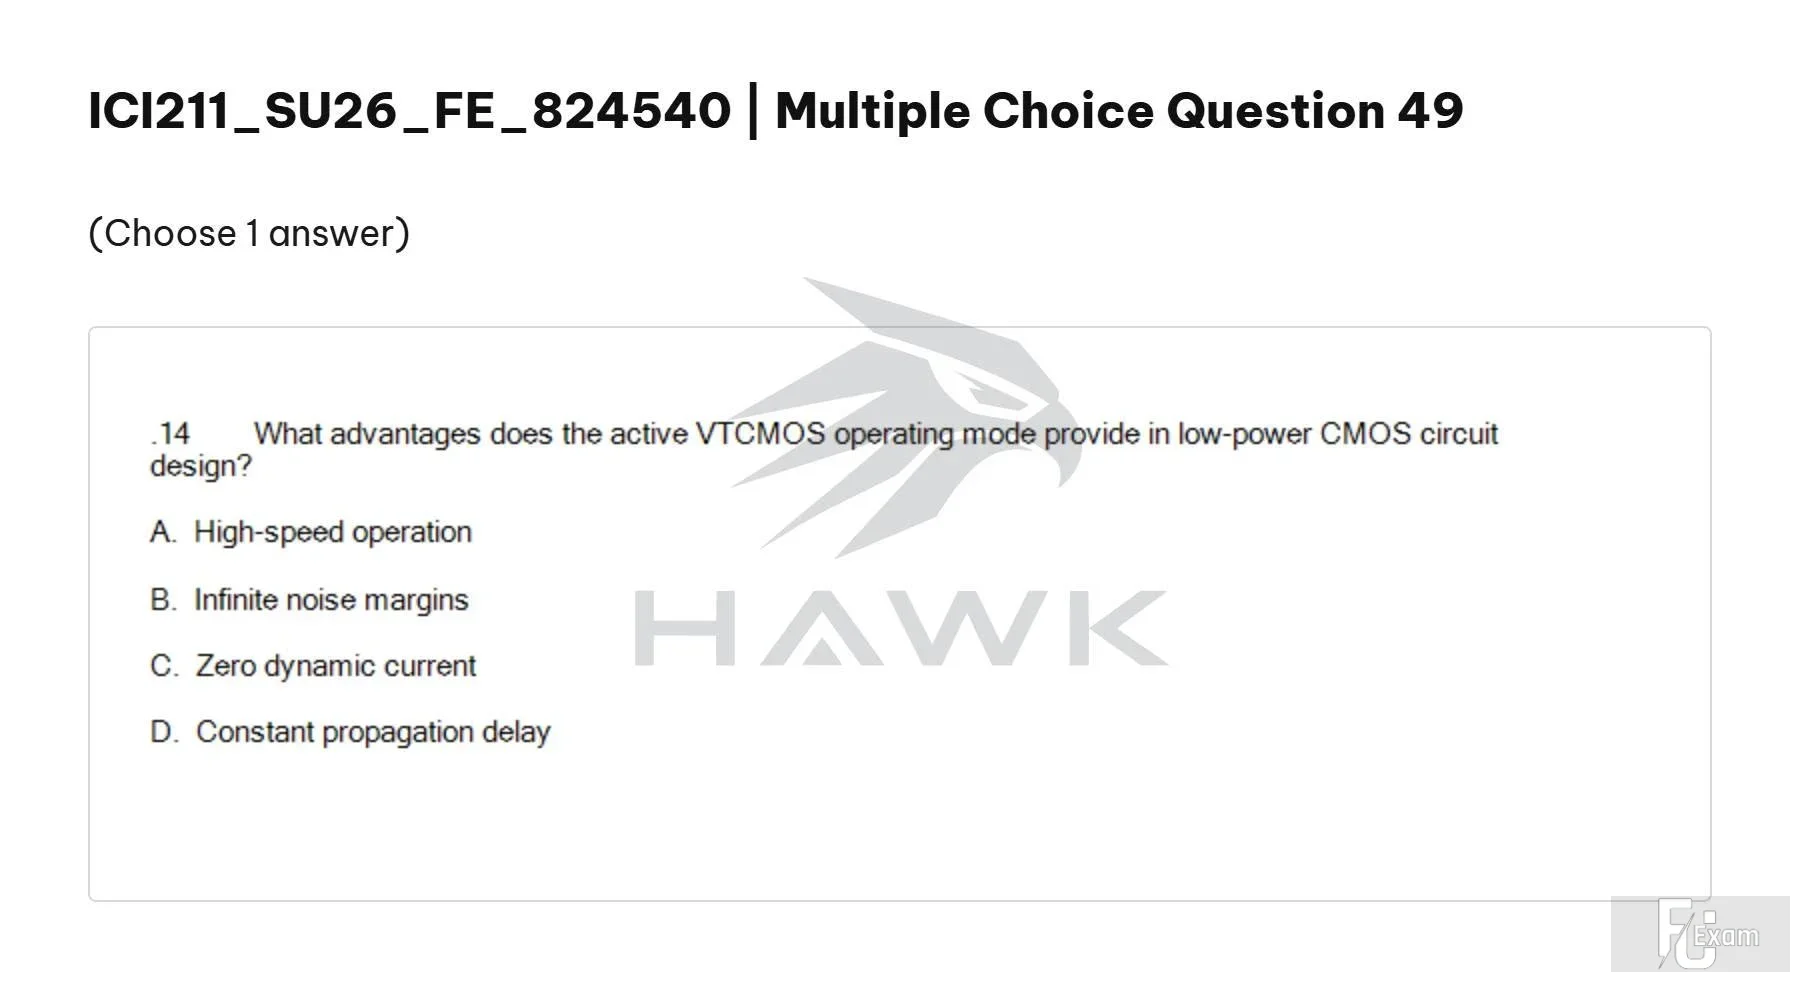 ICI211_SU26_FE_824540 | Multiple Choice Question 49
(Choose 1 answer)
.14 What advantages does the active VTCMOS operating mode provide in low-power CMOS circuit
design?
A. High-speed operation
B. Infinite noise margins
C. Zero dynamic current
D. Constant propagation delay
HAWK
FU Exam